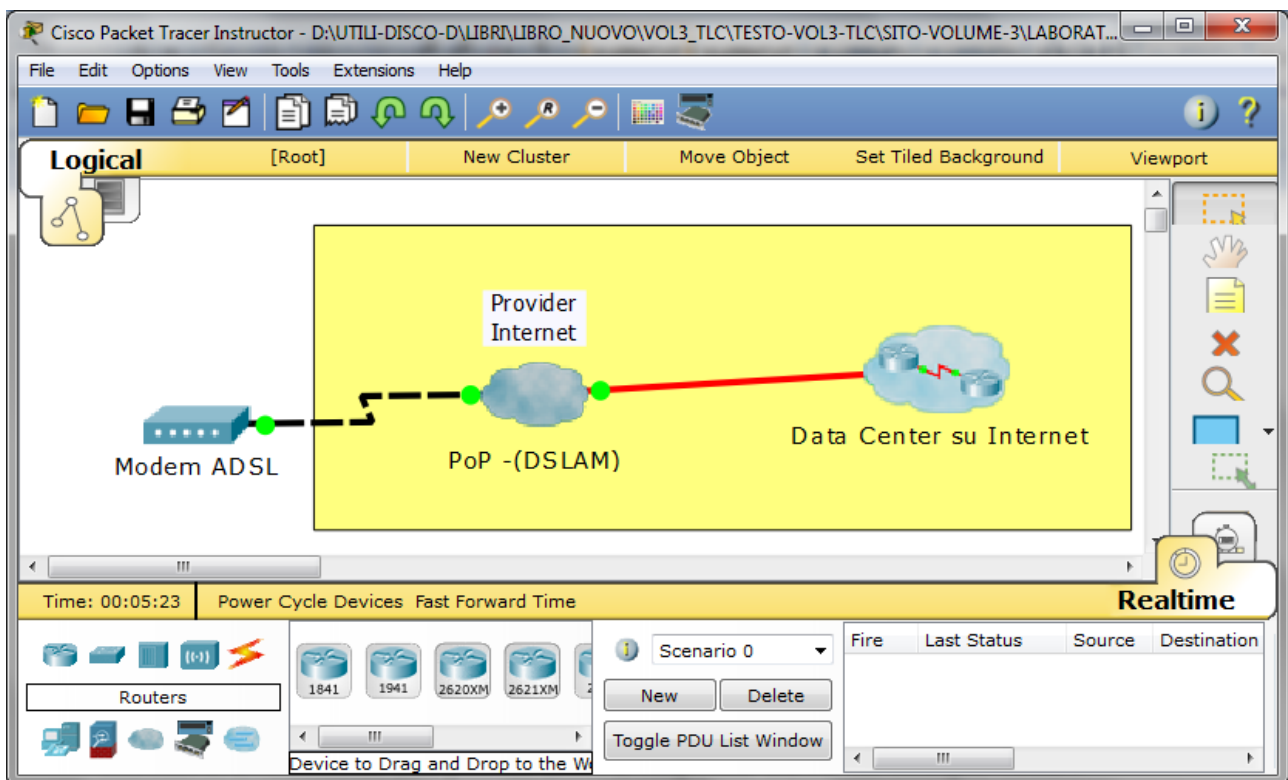 Cisco Packet Tracer Instructor - D:\UTILI-DISCO-D\LIBRI\LIBRO_NUOVO\VOL3_TLC\TESTO-VOL3-TLC\SITO-VOLUME-3\LABORAT...
File Edit Options View Tools Extensions Help
Logical [Root] New Cluster Move Object Set Tiled Background Viewport
Provider
Internet
Modem ADSL
PoP -(DSLAM)
Data Center su Internet
Time: 00:05:23 Power Cycle Devices Fast Forward Time
Realtime
Routers
1841 1941 2620XM 2621XM
Device to Drag and Drop to the
Scenario 0
New Delete
Toggle PDU List Window
Fire Last Status Source Destination